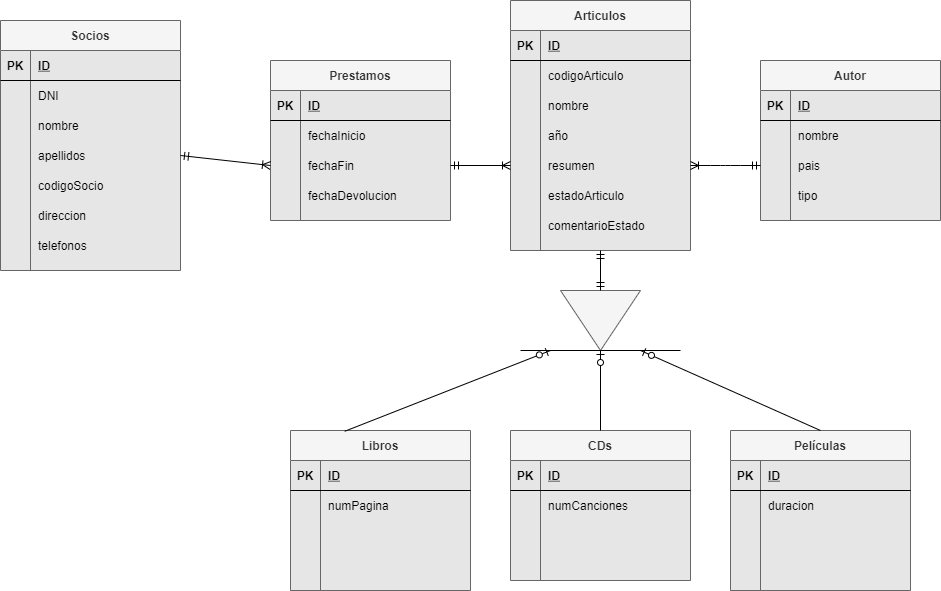 Socios
PK ID
DNI
nombre
apellidos
codigoSocio
direccion
telefonos
Prestamos
PK ID
fechaInicio
fechaFin
fechaDevolucion
Articulos
PK ID
codigoArticulo
nombre
año
resumen
estadoArticulo
comentarioEstado
Autor
PK ID
nombre
pais
tipo
Libros
PK ID
numPagina
CDs
PK ID
numCanciones
Películas
PK ID
duracion